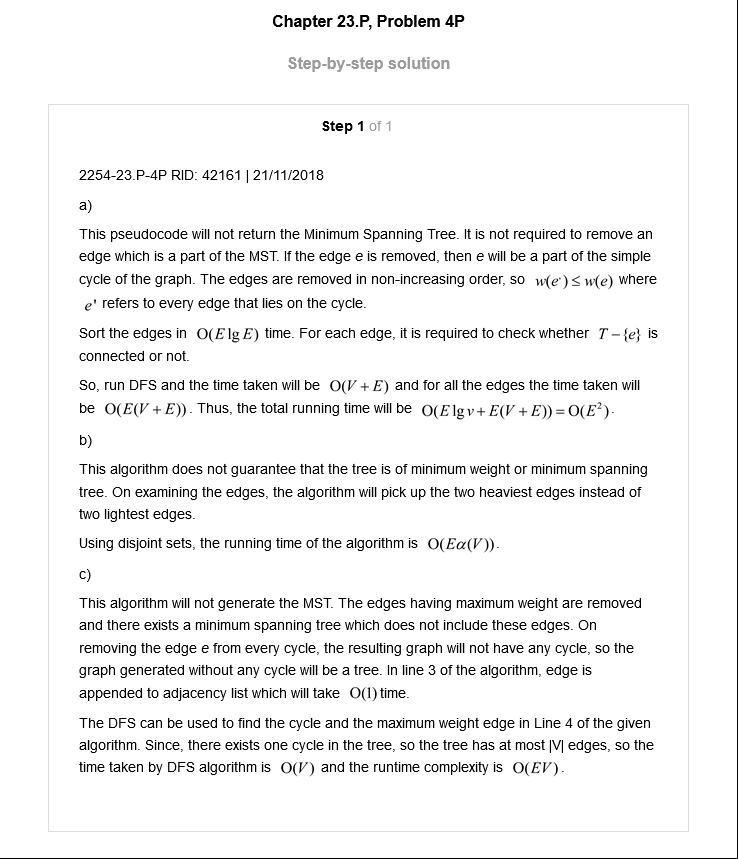 Chapter 23.P, Problem 4P
Step-by-step solution
Step 1 of 1
2254-23.P-4P RID: 42161 | 21/11/2018
a)
This pseudocode will not return the Minimum Spanning Tree. It is not required to remove an
edge which is a part of the MST. If the edge e is removed, then e will be a part of the simple
cycle of the graph. The edges are removed in non-increasing order, so w(e') ≤ w(e) where
e' refers to every edge that lies on the cycle.
Sort the edges in O(E lg E) time. For each edge, it is required to check whether T − {e} is
connected or not.
So, run DFS and the time taken will be O(V + E) and for all the edges the time taken will
be O(E(V + E)). Thus, the total running time will be O(E lg v + E(V + E)) = O(E²).
b)
This algorithm does not guarantee that the tree is of minimum weight or minimum spanning
tree. On examining the edges, the algorithm will pick up the two heaviest edges instead of
two lightest edges.
Using disjoint sets, the running time of the algorithm is O(Eα(V)).
c)
This algorithm will not generate the MST. The edges having maximum weight are removed
and there exists a minimum spanning tree which does not include these edges. On
removing the edge e from every cycle, the resulting graph will not have any cycle, so the
graph generated without any cycle will be a tree. In line 3 of the algorithm, edge is
appended to adjacency list which will take O(1) time.
The DFS can be used to find the cycle and the maximum weight edge in Line 4 of the given
algorithm. Since, there exists one cycle in the tree, so the tree has at most |V| edges, so the
time taken by DFS algorithm is O(V) and the runtime complexity is O(EV).